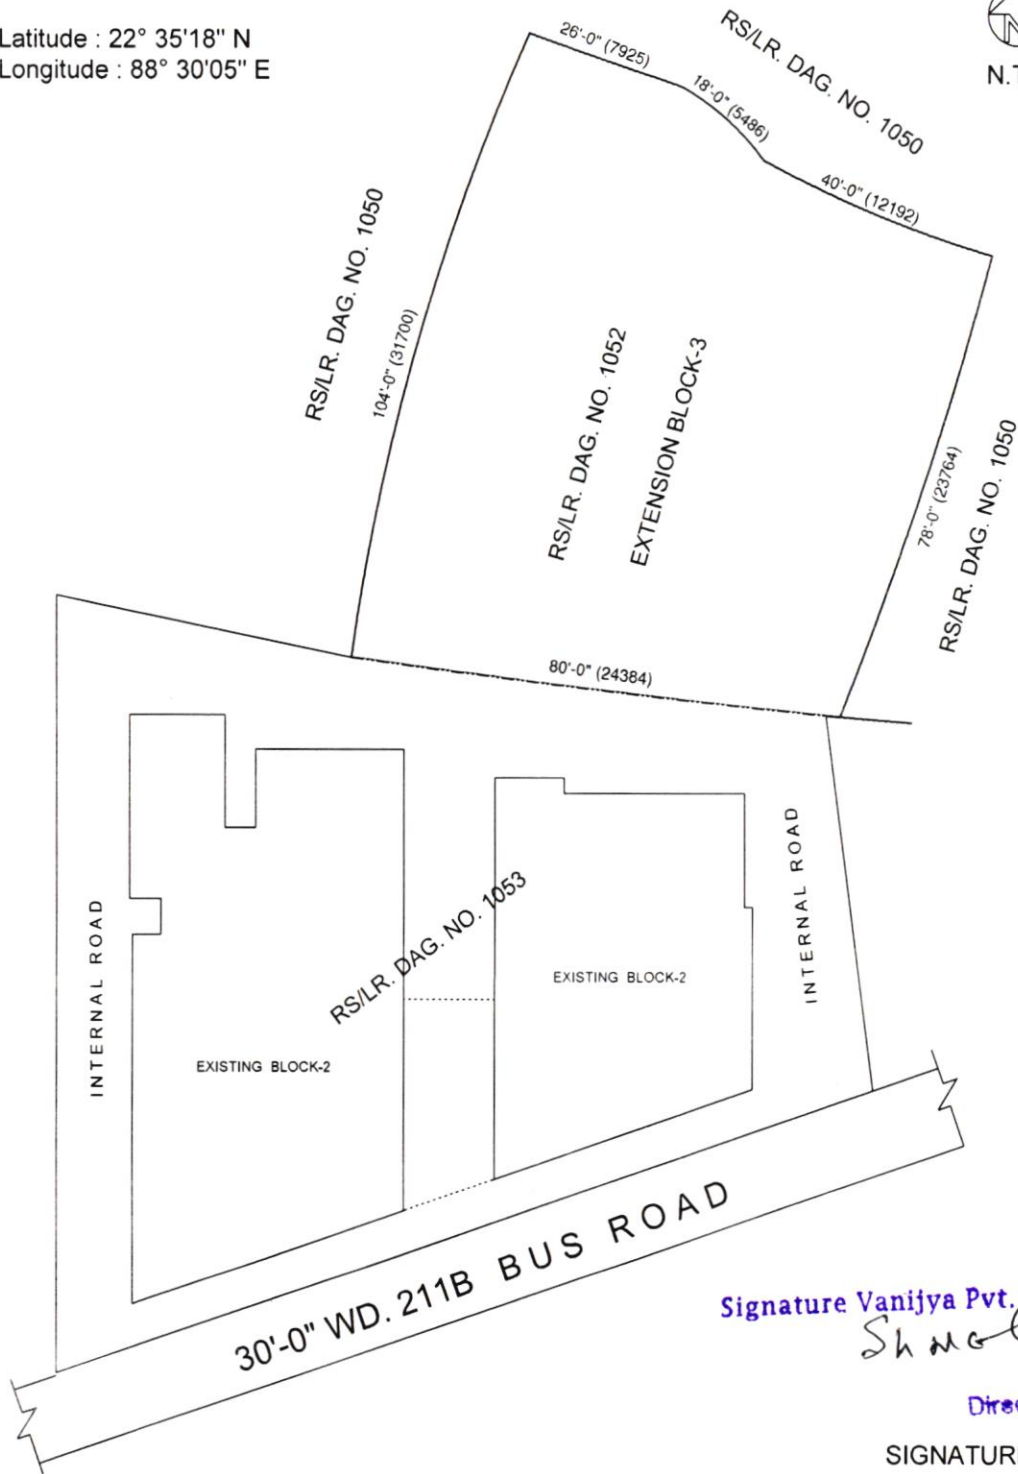 Latitude : 22° 35'18" N
Longitude : 88° 30'05" E
26'-0" (7925)
18'-0" (5486)
RS/LR. DAG. NO. 1050
40'-0" (12192)
RS/LR. DAG. NO. 1050
104'-0" (31700)
RS/LR. DAG. NO. 1052
EXTENSION BLOCK-3
78'-0" (23764)
RS/LR. DAG. NO. 1050
80'-0" (24384)
INTERNAL ROAD
RS/LR. DAG. NO. 1053
EXISTING BLOCK-2
EXISTING BLOCK-2
INTERNAL ROAD
30'-0" WD. 211B BUS ROAD
Signature Vanijya Pvt.